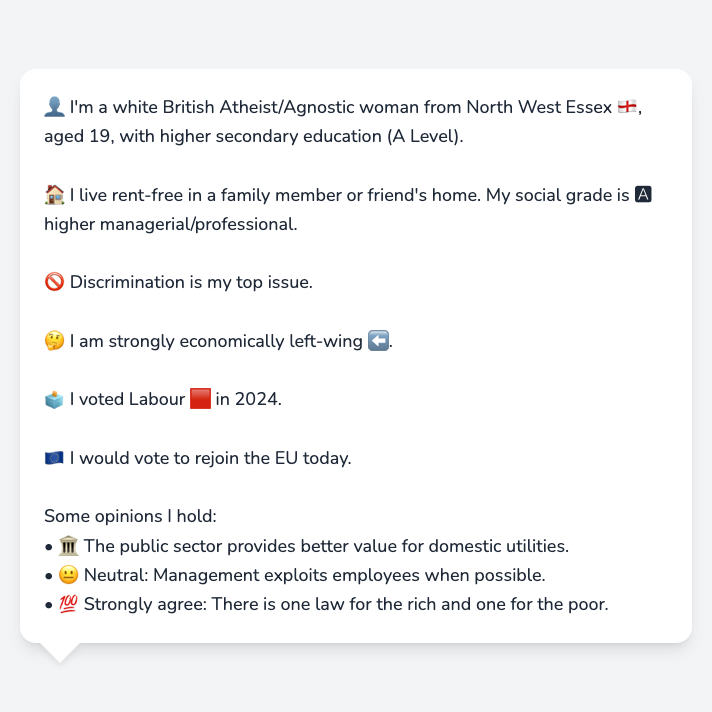 👤 I'm a white British Atheist/Agnostic woman from North West Essex 🏴󠁧󠁢󠁥󠁮󠁧󠁿,
aged 19, with higher secondary education (A Level).
🏠 I live rent-free in a family member or friend's home. My social grade is 🅰
higher managerial/professional.
🚫 Discrimination is my top issue.
🤔 I am strongly economically left-wing ⬅️.
🗳️ I voted Labour 🟥 in 2024.
🇪🇺 I would vote to rejoin the EU today.
Some opinions I hold:
• 🏛️ The public sector provides better value for domestic utilities.
• 😐 Neutral: Management exploits employees when possible.
• 💯 Strongly agree: There is one law for the rich and one for the poor.